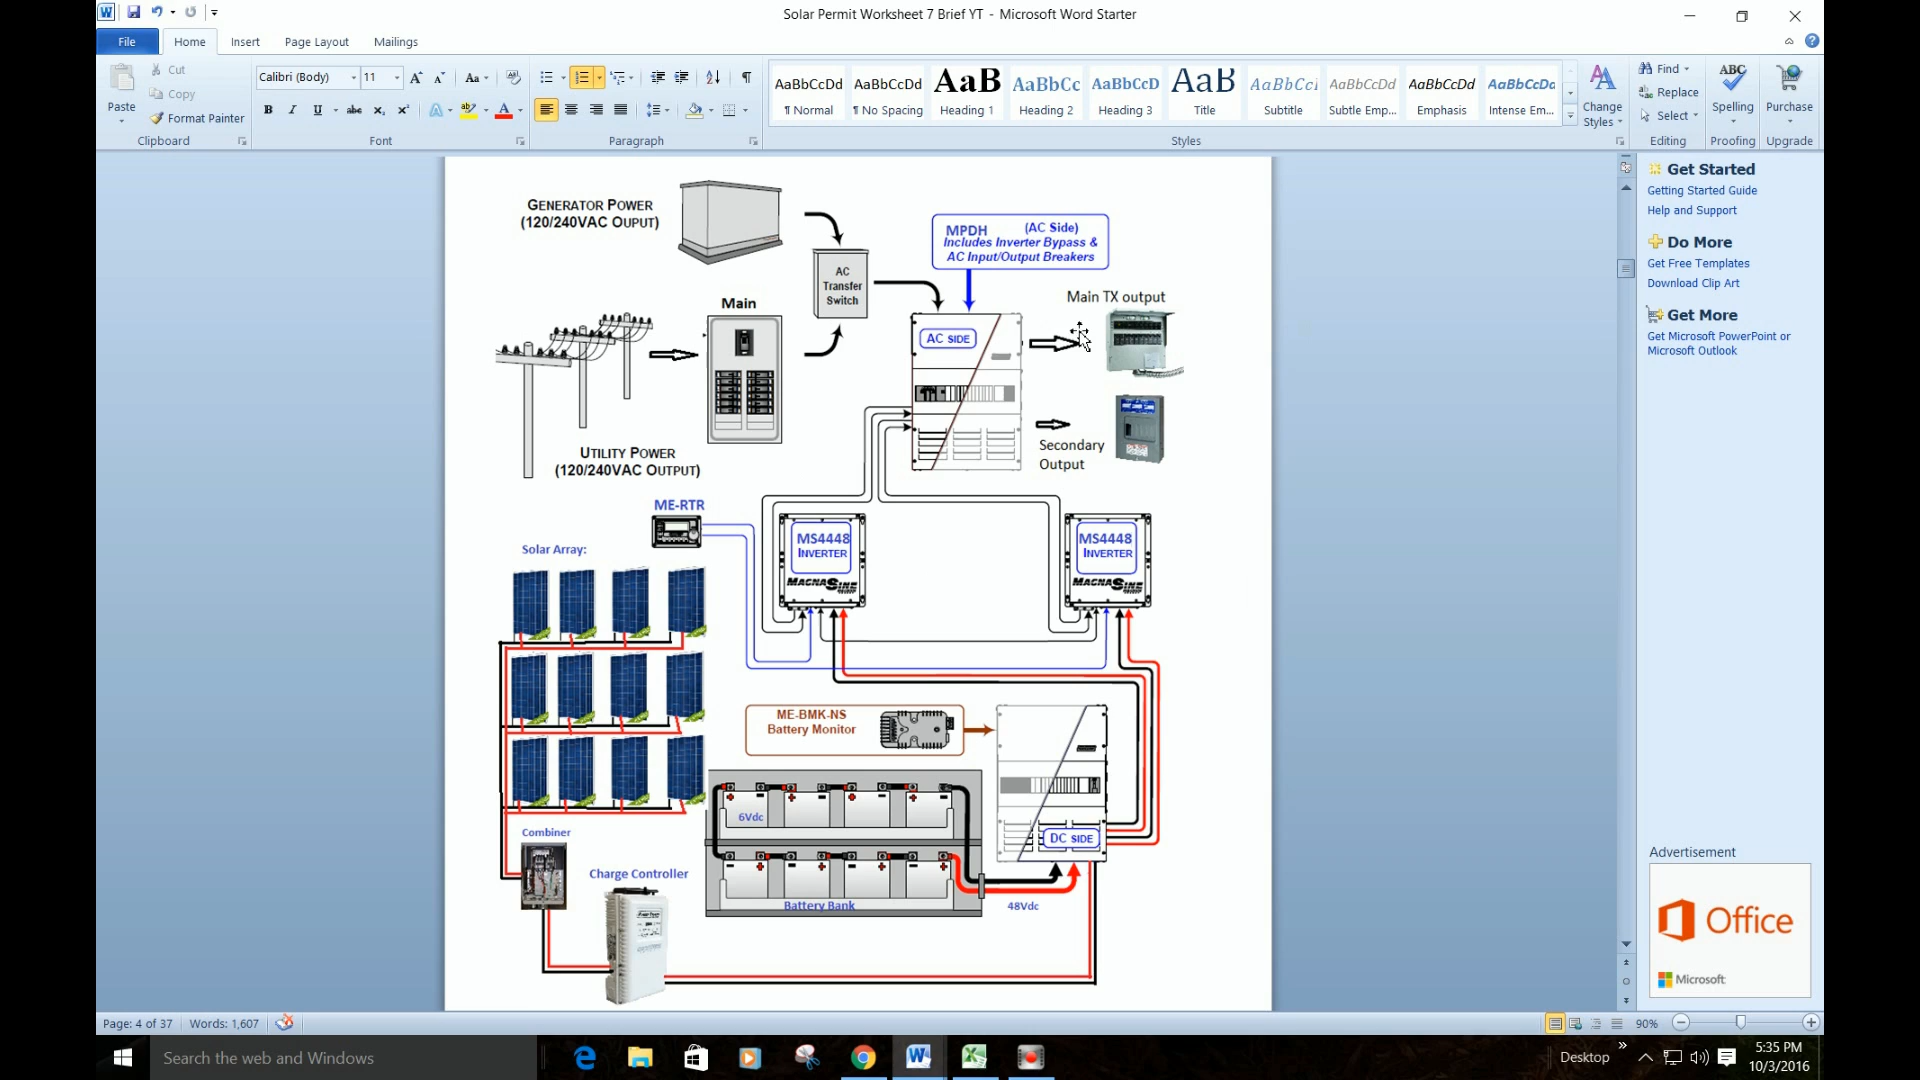 Solar Permit Worksheet 7 Brief YT - Microsoft Word Starter
File
Home
Insert
Page Layout
Mailings
Paste
Cut
Copy
Format Painter
Clipboard
Calibri (Body)
11
Font
Paragraph
AaBbCcDd
¶ Normal
AaBbCcDd
¶ No Spacing
AaB
Heading 1
AaBbCc
Heading 2
AaBbCcD
Heading 3
AaB
Title
AaBbCcI
Subtitle
AaBbCcDd
Subtle Emp...
AaBbCcDd
Emphasis
AaBbCcDd
Intense Em...
Change
Styles
Styles
Find
Replace
Select
Editing
ABC
Spelling
Proofing
Purchase
Upgrade
GENERATOR POWER
(120/240VAC OUPUT)
MPDH (AC Side)
Includes Inverter Bypass &
AC Input/Output Breakers
AC
Transfer
Switch
Main
Main TX output
AC SIDE
Secondary
Output
UTILITY POWER
(120/240VAC OUTPUT)
ME-RTR
MS4448
INVERTER
MAGNASINE
MS4448
INVERTER
MAGNASINE
Solar Array:
ME-BMK-NS
Battery Monitor
6Vdc
DC SIDE
Combiner
Charge Controller
Battery Bank
48Vdc
Get Started
Getting Started Guide
Help and Support
Do More
Get Free Templates
Download Clip Art
Get More
Get Microsoft PowerPoint or
Microsoft Outlook
Advertisement
Office
Microsoft
Page: 4 of 37
Words: 1,607
90%
Search the web and Windows
Desktop
5:35 PM
10/3/2016